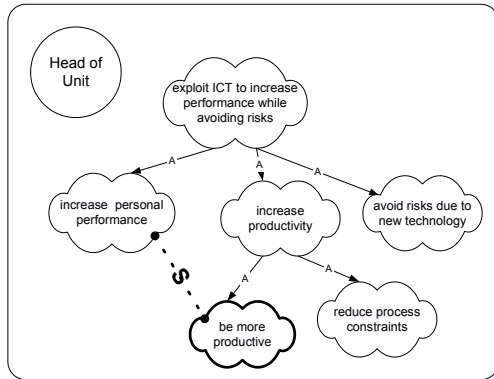 Head of
Unit
exploit ICT to increase
performance while
avoiding risks
A
A
A
increase personal
performance
increase
productivity
avoid risks due to
new technology
S
A
A
be more
productive
reduce process
constraints